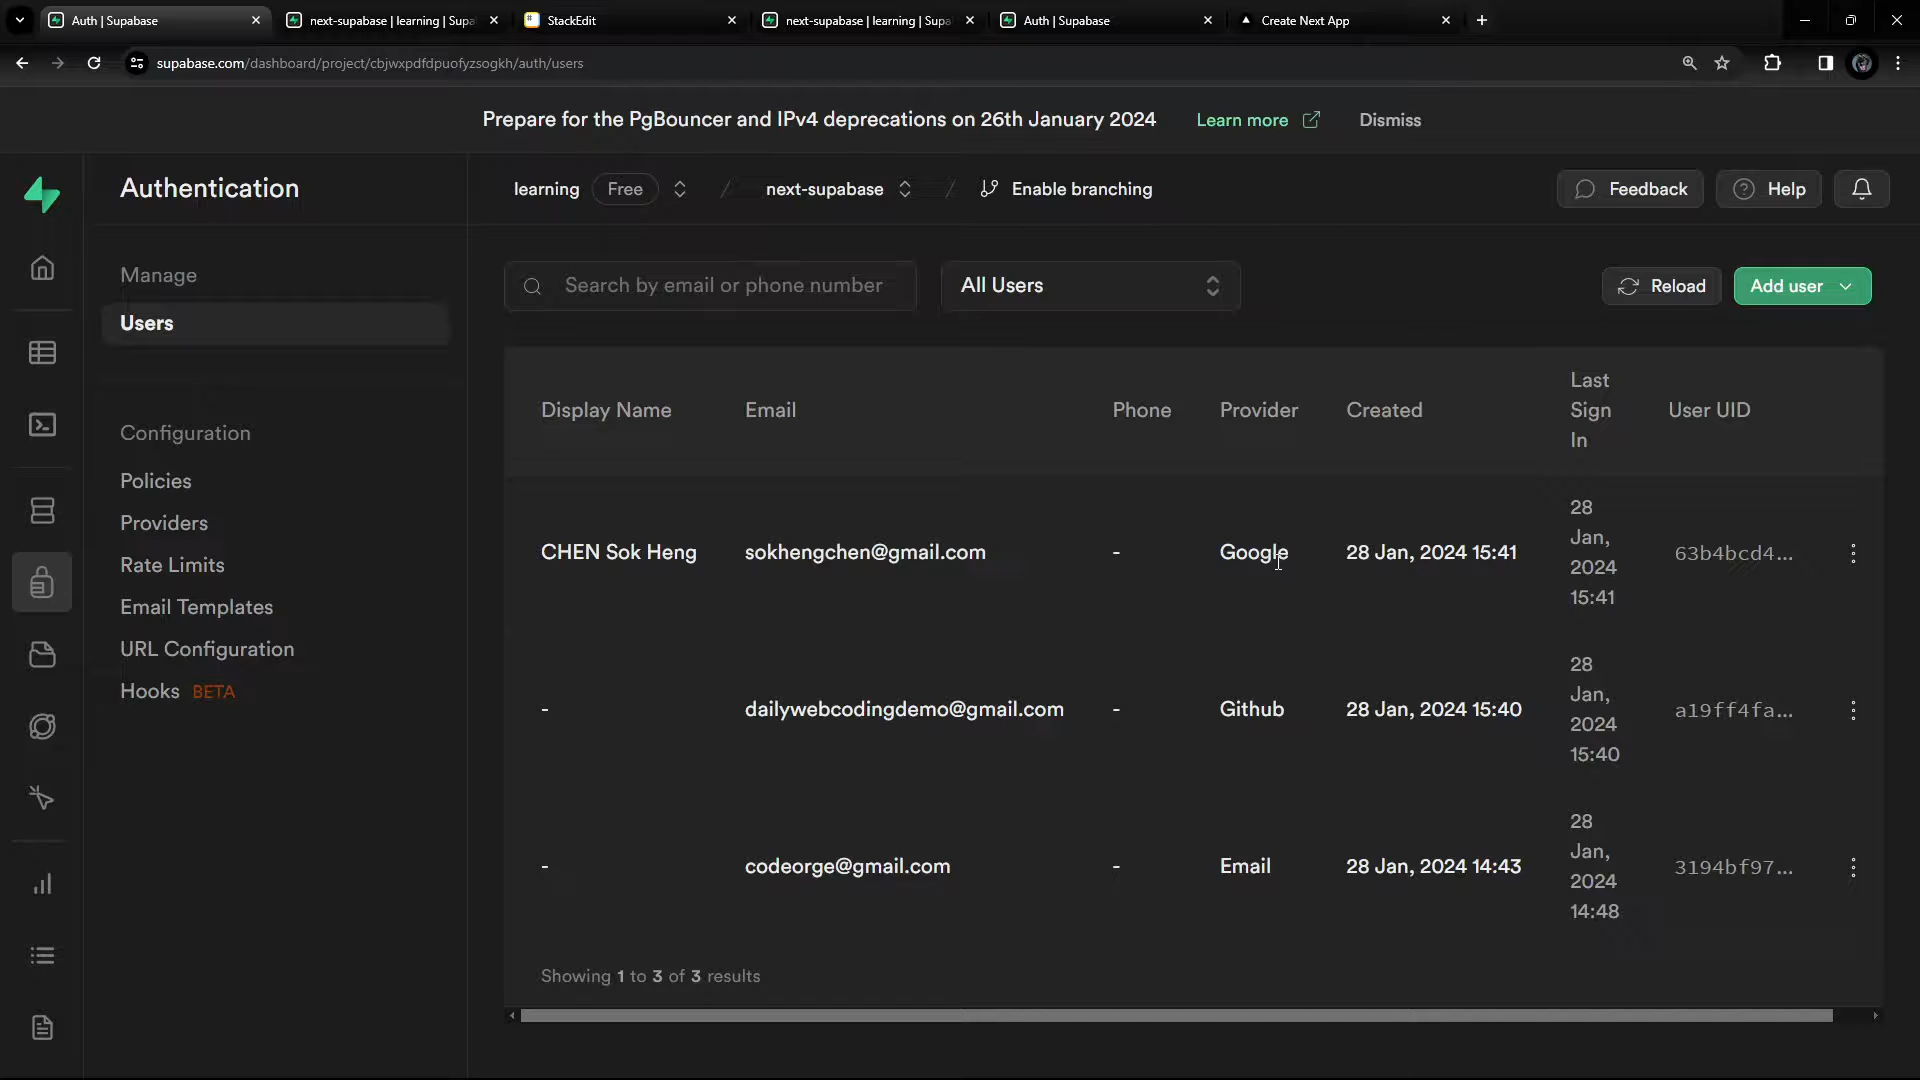 Auth | Supabase
next-supabase | learning | Supa
StackEdit
next-supabase | learning | Supa
Auth | Supabase
Create Next App
supabase.com/dashboard/project/cbjwxpdfdpuofyzsogkh/auth/users
Prepare for the PgBouncer and IPv4 deprecations on 26th January 2024 Learn more Dismiss
Authentication
learning Free / next-supabase / Enable branching
Feedback Help
Manage
Users
Configuration
Policies
Providers
Rate Limits
Email Templates
URL Configuration
Hooks BETA
Search by email or phone number
All Users
Reload
Add user
Display Name Email Phone Provider Created Last Sign In User UID
CHEN Sok Heng sokhengchen@gmail.com - Google 28 Jan, 2024 15:41 28 Jan, 2024 15:41 63b4bcd4...
- dailywebcodingdemo@gmail.com - Github 28 Jan, 2024 15:40 28 Jan, 2024 15:40 a19ff4fa...
- codeorge@gmail.com - Email 28 Jan, 2024 14:43 28 Jan, 2024 14:48 3194bf97...
Showing 1 to 3 of 3 results